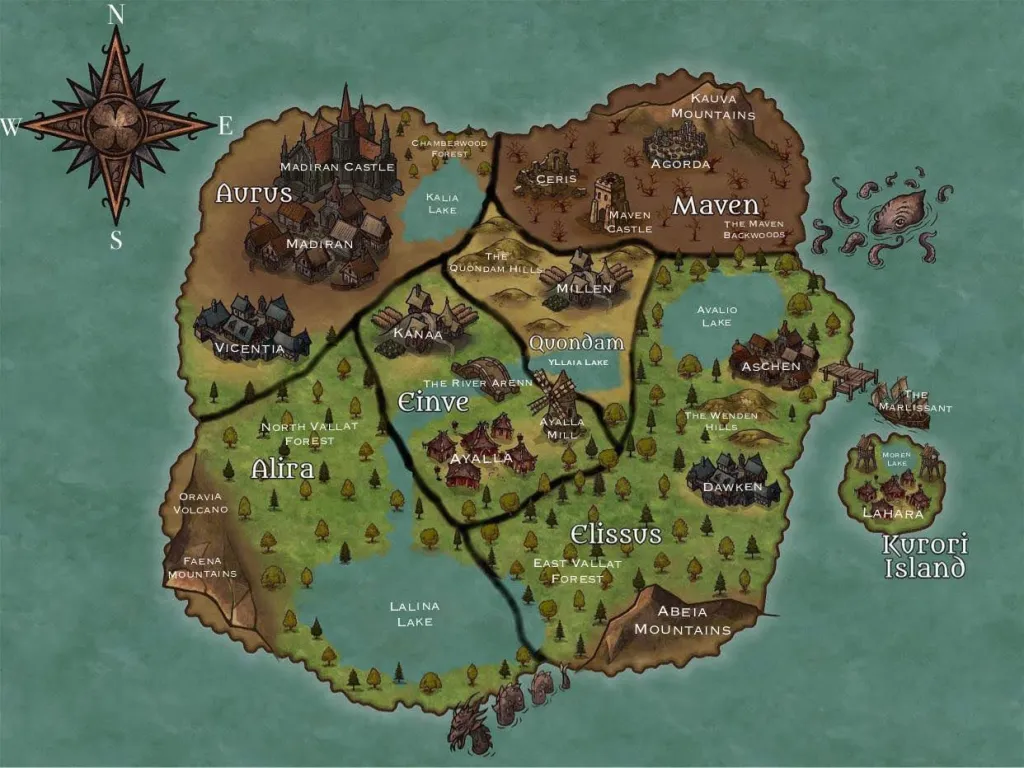 N
W
E
S
Kauva
Mountains
Chamberwood
Forest
Madiran Castle
Agorda
Ceris
Aurus
Kalia
Lake
Maven
Maven
Castle
The Maven
Backwoods
Madiran
The
Quondam Hills
Millen
Avalio
Lake
Vicentia
Kanaa
Quondam
Yllaia Lake
Aschen
The River Arenn
Einve
The
Marlissant
Ayalla
Mill
The Wenden
Hills
North Vallat
Forest
Ayalla
Alira
Moren
Lake
Dawken
Oravia
Volcano
Lahara
Elissus
Kurori
Island
East Vallat
Forest
Faena
Mountains
Lalina
Lake
Abeia
Mountains